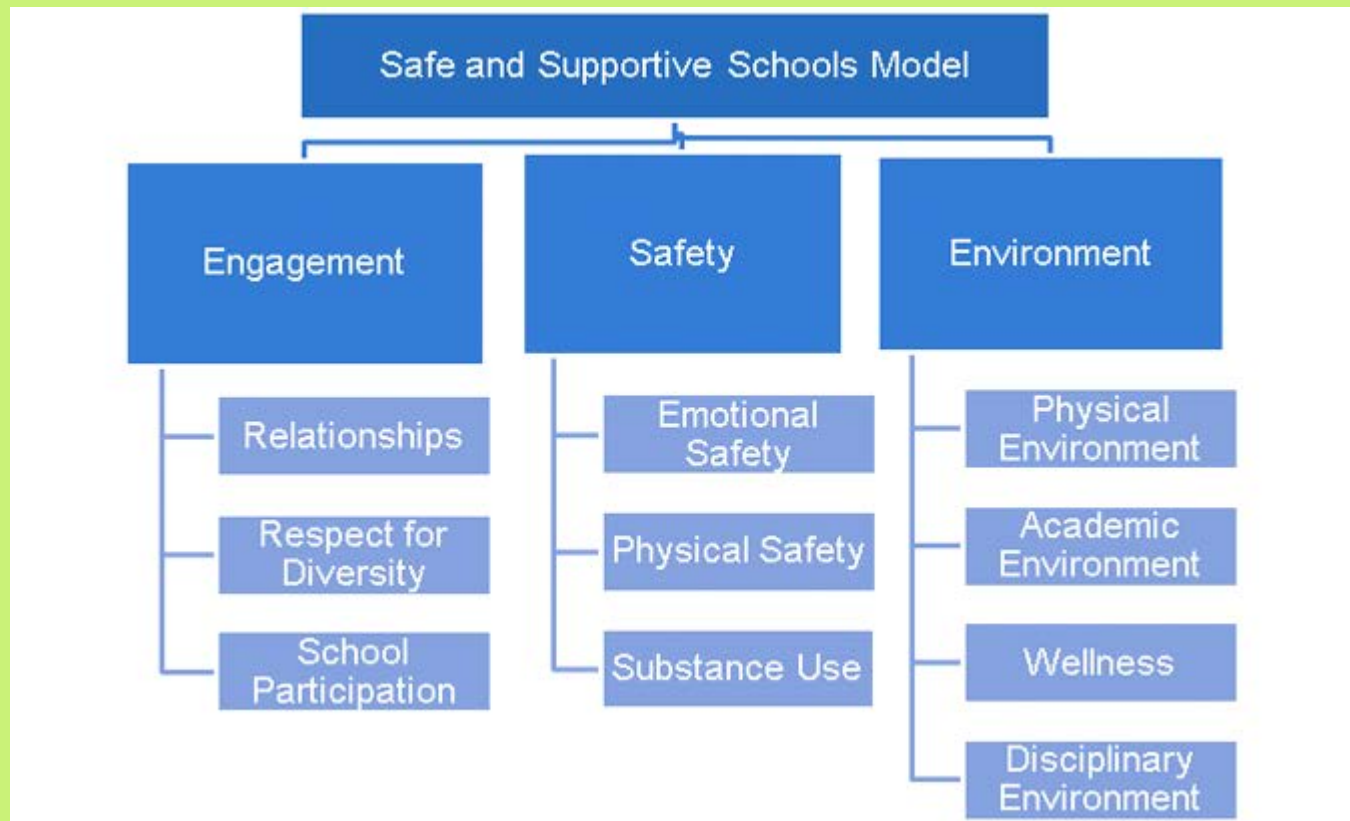 Safe and Supportive Schools Model
Engagement
Relationships
Respect for
Diversity
School
Participation
Safety
Emotional
Safety
Physical Safety
Substance Use
Environment
Physical
Environment
Academic
Environment
Wellness
Disciplinary
Environment